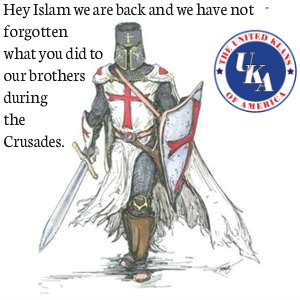 Hey Islam we are back and we have not
forgotten
what you did to
our brothers
during
the
Crusades.
THE UNITED KLANS
UKA
OF AMERICA